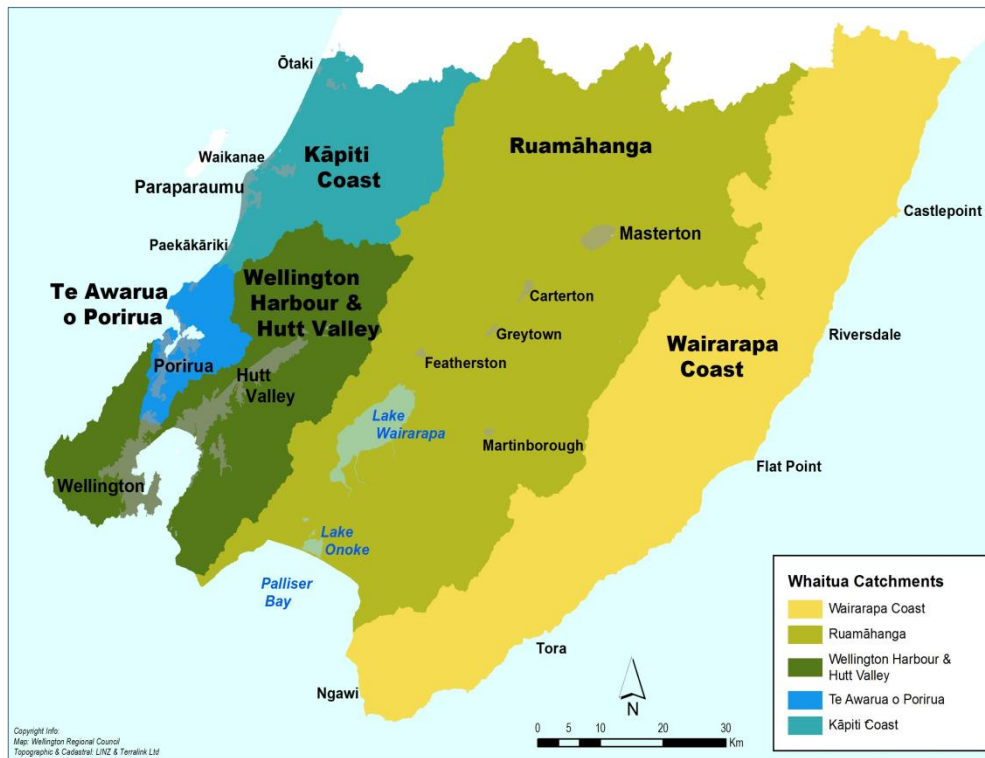 Ōtaki
Waikanae
Paraparaumu
Paekākāriki
Kāpiti
Coast
Ruamāhanga
Masterton
Castlepoint
Te Awarua
o Porirua
Wellington
Harbour &
Hutt Valley
Carterton
Greytown
Featherston
Riversdale
Wairarapa
Coast
Porirua
Hutt
Valley
Lake
Wairarapa
Martinborough
Flat Point
Wellington
Lake
Onoke
Palliser
Bay
Tora
Ngawi
N
0 5 10 20 30
Km
Whaitua Catchments
Wairarapa Coast
Ruamāhanga
Wellington Harbour &
Hutt Valley
Te Awarua o Porirua
Kāpiti Coast
Copyright Info:
Map: Wellington Regional Council
Topographic & Cadastral: LINZ & Terralink Ltd